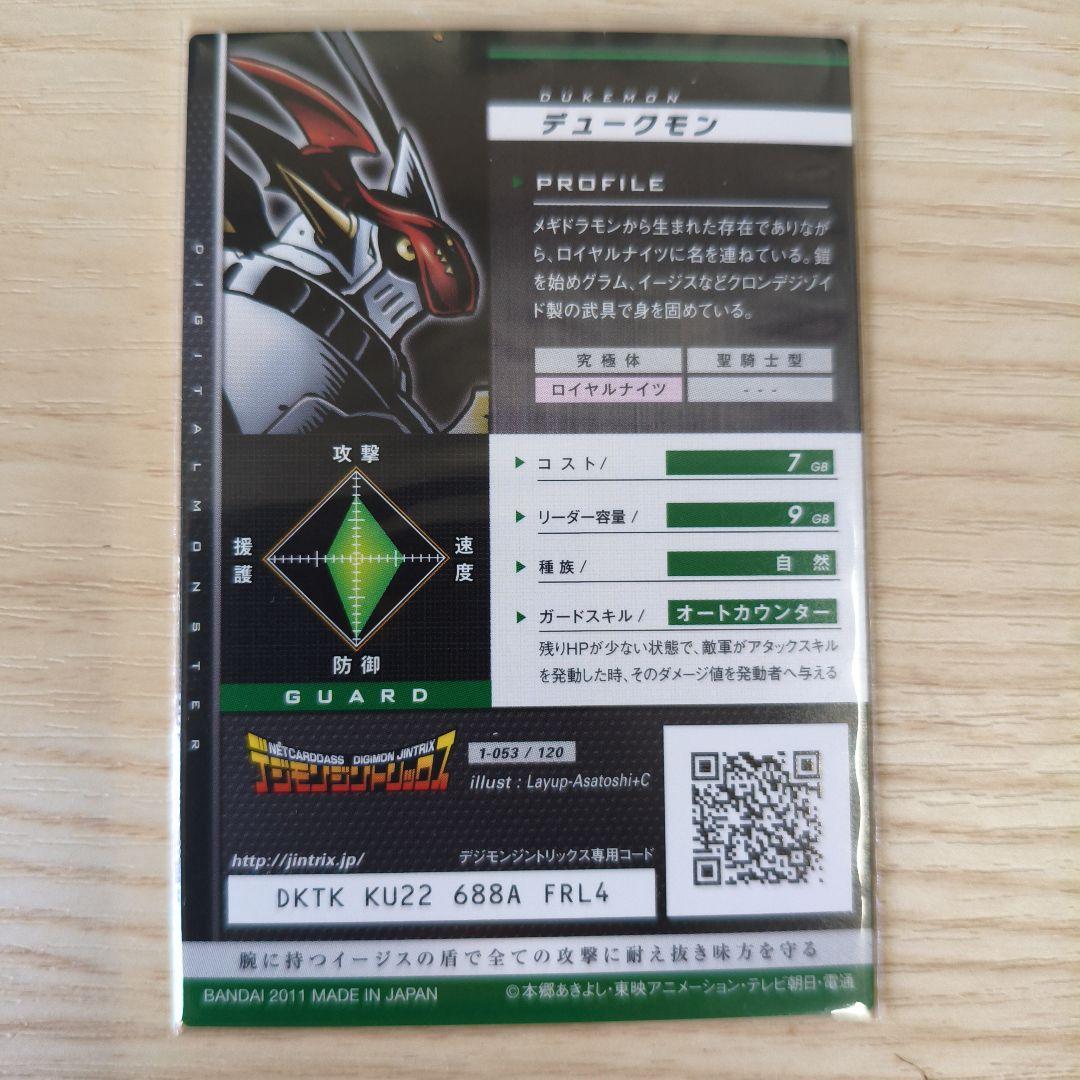 DIGITAL MONSTER
DUKEMON
デュークモン
PROFILE
メギドラモンから生まれた存在でありなが
ら、ロイヤルナイツに名を連ねている。鎧
を始めグラム、イージスなどクロンデジゾイ
ド製の武具で身を固めている。
究極体 聖騎士型
ロイヤルナイツ - - -
攻撃
援護 速度
防御
GUARD
コスト/ 7 GB
リーダー容量/ 9 GB
種族/ 自然
ガードスキル/ オートカウンター
残りHPが少ない状態で、敵軍がアタックスキル
を発動した時、そのダメージ値を発動者へ与える
NETCARDDASS DIGIMON JINTRIX
デジモンジントリックス
1-053 / 120
illust : Layup-Asatoshi+C
http://jintrix.jp/
デジモンジントリックス専用コード
DKTK KU22 688A FRL4
腕に持つイージスの盾で全ての攻撃に耐え抜き味方を守る
BANDAI 2011 MADE IN JAPAN
©本郷あきよし・東映アニメーション・テレビ朝日・電通